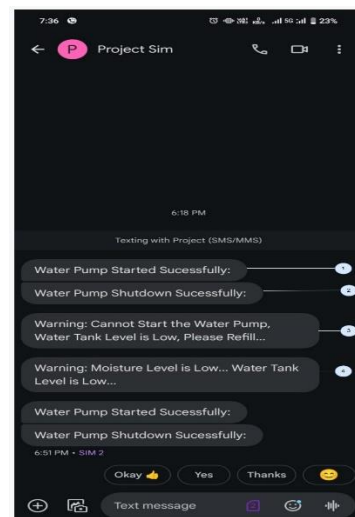 7:36
5G 23%
P Project Sim
6:18 PM
Texting with Project (SMS/MMS)
Water Pump Started Sucessfully: 1
Water Pump Shutdown Sucessfully: 2
Warning: Cannot Start the Water Pump,
Water Tank Level is Low, Please Refill... 3
Warning: Moisture Level is Low... Water Tank
Level is Low... 4
Water Pump Started Sucessfully:
Water Pump Shutdown Sucessfully:
6:51 PM • SIM 2
Okay 👍 Yes Thanks 😊
Text message